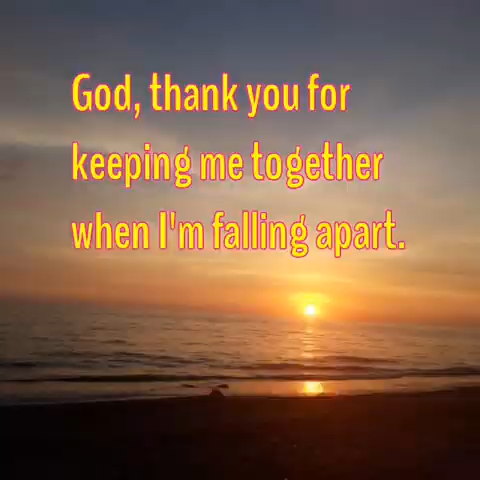 God, thank you for
keeping me together
when I'm falling apart.